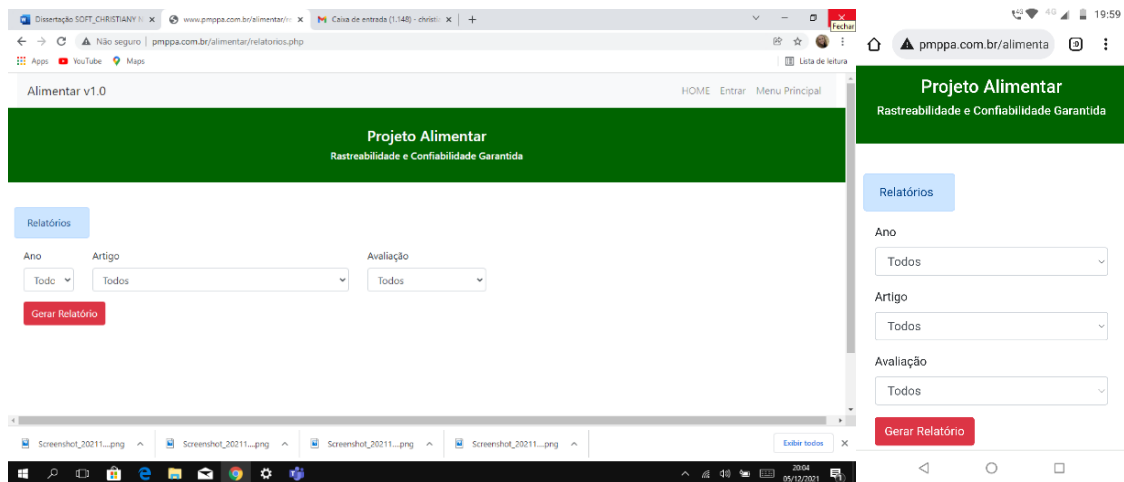 Dissertação SOFT_CHRISTIANY
www.pmppa.com.br/alimentar/re
Caixa de entrada (1.148) - christia
Fechar
Não seguro | pmppa.com.br/alimentar/relatorios.php
Apps YouTube Maps Lista de leitura
Alimentar v1.0 HOME Entrar Menu Principal
Projeto Alimentar
Rastreabilidade e Confiabilidade Garantida
Relatórios
Ano Artigo Avaliação
Todo Todos Todos
Gerar Relatório
Screenshot_20211....png Screenshot_20211....png Screenshot_20211....png Screenshot_20211....png Exibir todos
20:04
05/12/2021
4G 19:59
pmppa.com.br/alimenta
Projeto Alimentar
Rastreabilidade e Confiabilidade Garantida
Relatórios
Ano
Todos
Artigo
Todos
Avaliação
Todos
Gerar Relatório